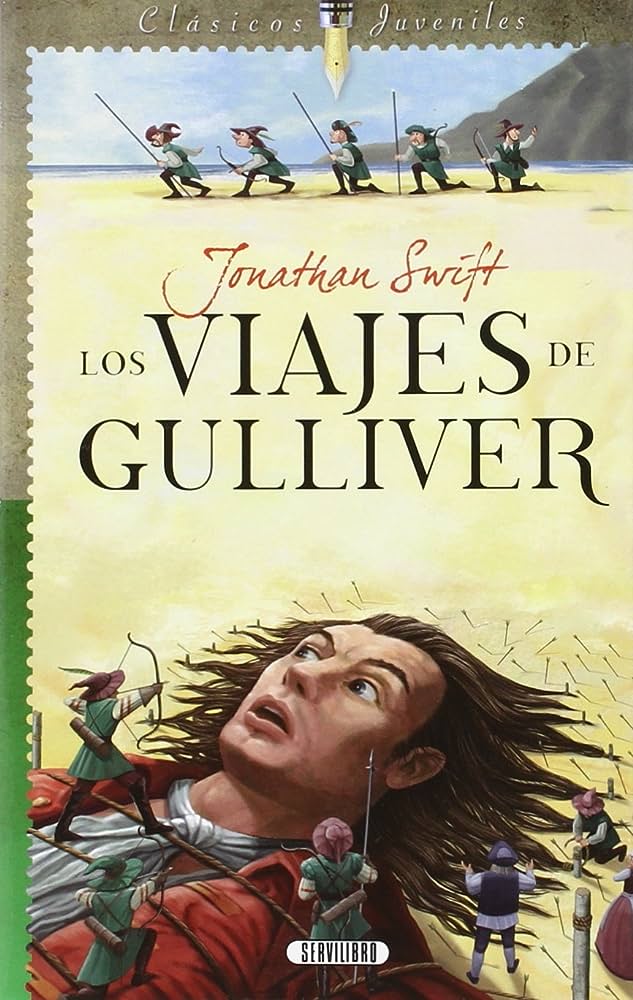 Clásicos Juveniles
Jonathan Swift
LOS VIAJES DE
GULLIVER
SERVILIBRO